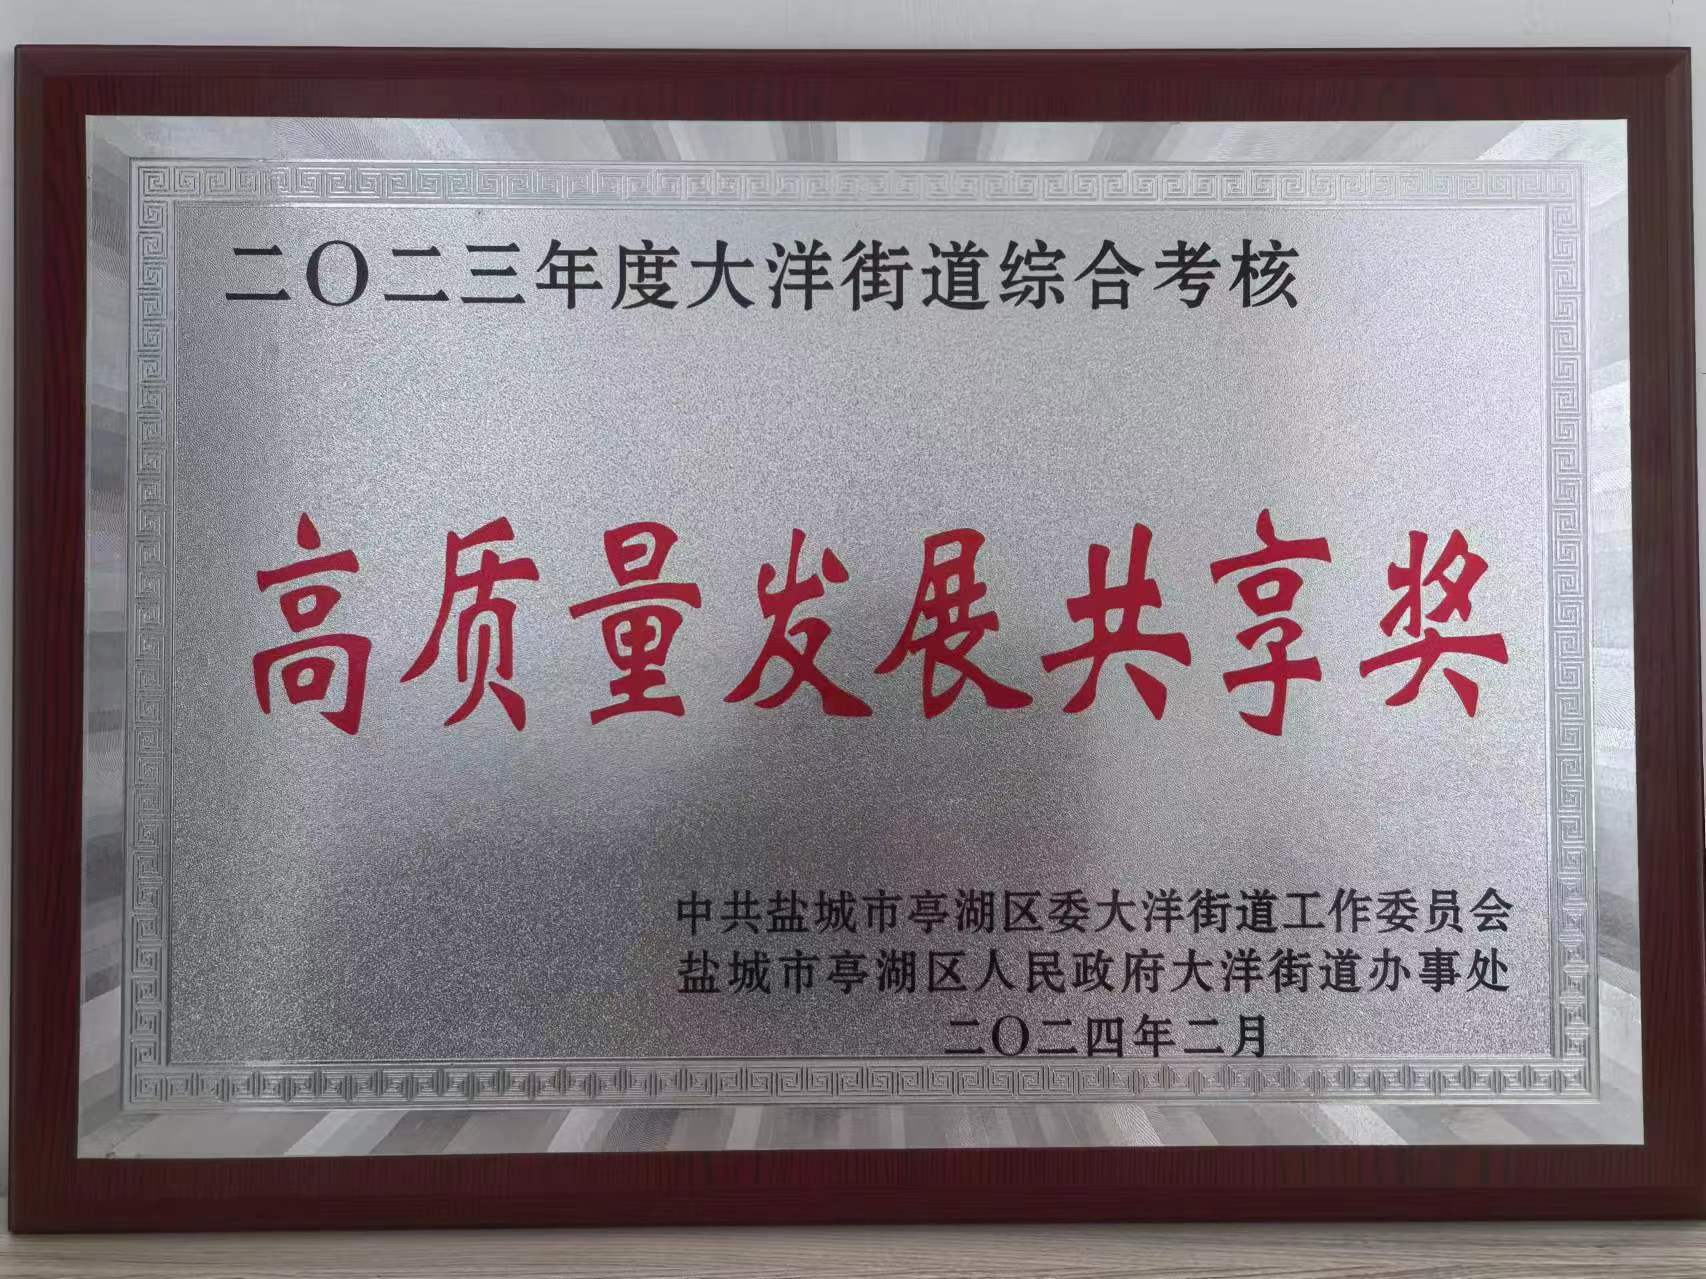 二〇二三年度大洋街道综合考核
高质量发展共享奖
中共盐城市亭湖区委大洋街道工作委员会
盐城市亭湖区人民政府大洋街道办事处
二〇二四年二月